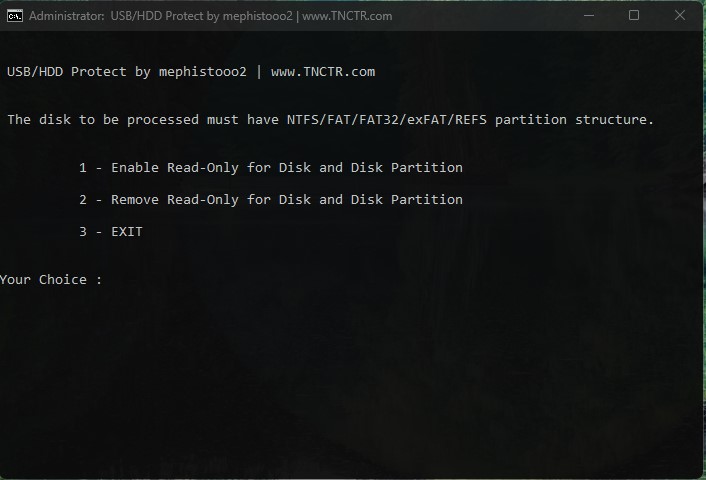 Administrator: USB/HDD Protect by mephistooo2 | www.TNCTR.com
USB/HDD Protect by mephistooo2 | www.TNCTR.com
The disk to be processed must have NTFS/FAT/FAT32/exFAT/REFS partition structure.
1 - Enable Read-Only for Disk and Disk Partition
2 - Remove Read-Only for Disk and Disk Partition
3 - EXIT
Your Choice :